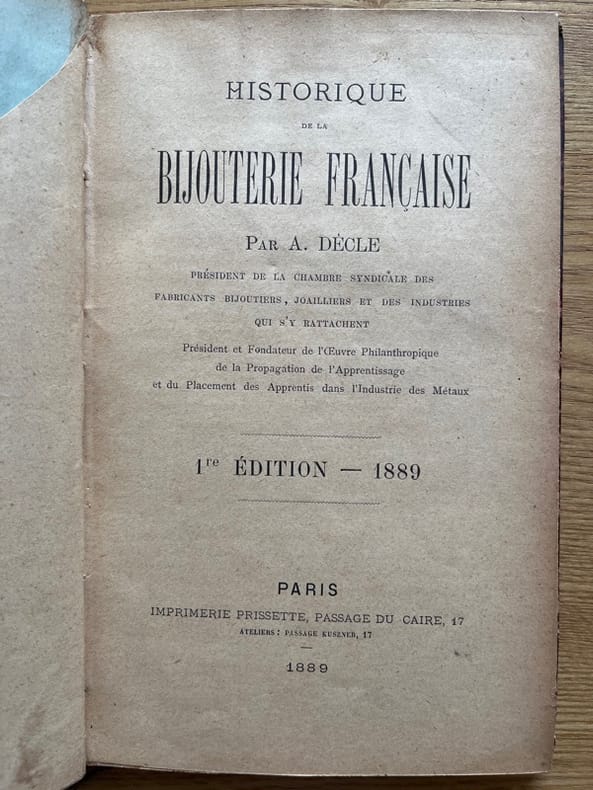 HISTORIQUE
DE LA
BIJOUTERIE FRANÇAISE
PAR A. DÈCLE
PRÉSIDENT DE LA CHAMBRE SYNDICALE DES
FABRICANTS BIJOUTIERS, JOAILLIERS ET DES INDUSTRIES
QUI S'Y RATTACHENT
Président et Fondateur de l'Œuvre Philanthropique
de la Propagation de l'Apprentissage
et du Placement des Apprentis dans l'Industrie des Métaux
1re ÉDITION — 1889
PARIS
IMPRIMERIE PRISSETTE, PASSAGE DU CAIRE, 17
ATELIERS : PASSAGE KUSZNER, 17
1889